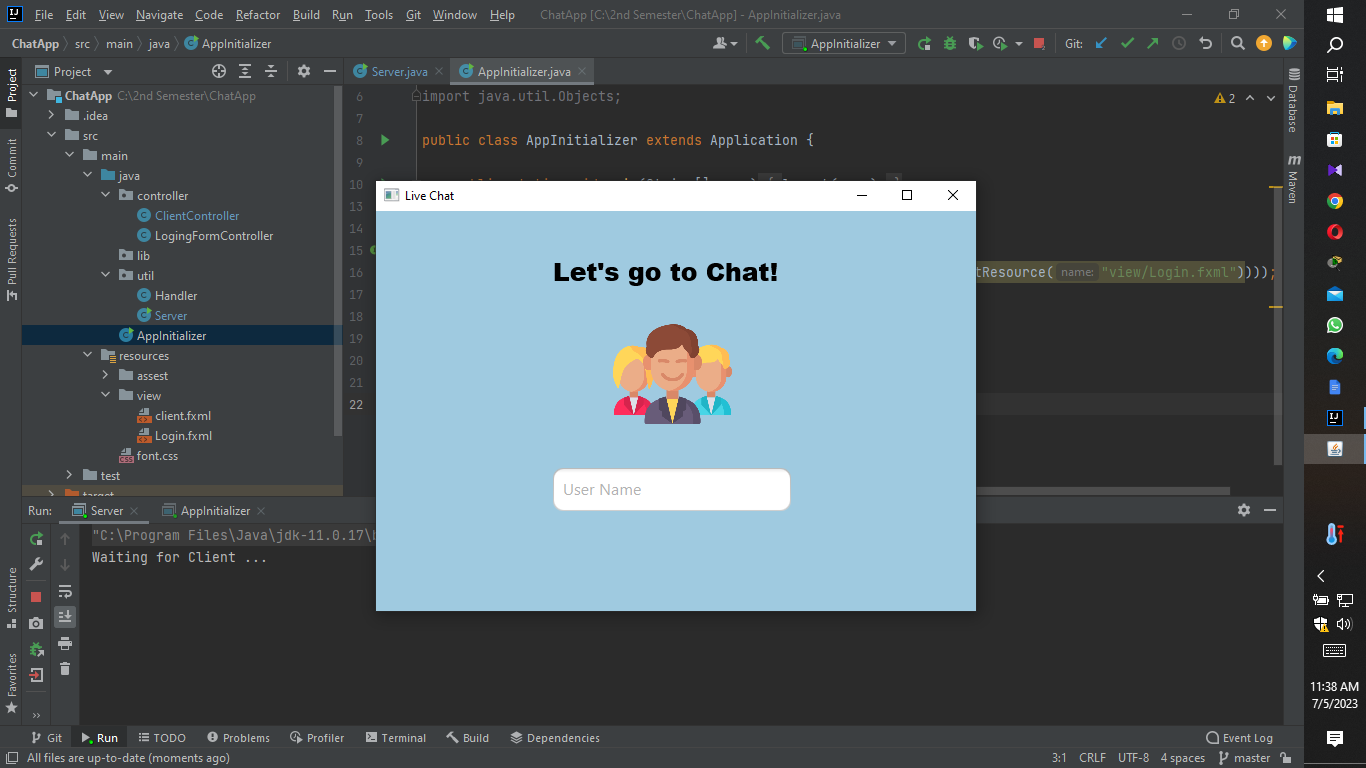 File Edit View Navigate Code Refactor Build Run Tools Git Window Help ChatApp [C:\2nd Semester\ChatApp] - AppInitializer.java
ChatApp src main java AppInitializer
AppInitializer
Git:
Project
Server.java
AppInitializer.java
Project
Commit
Pull Requests
Structure
Favorites
ChatApp C:\2nd Semester\ChatApp
.idea
src
main
java
controller
ClientController
LogingFormController
lib
util
Handler
Server
AppInitializer
resources
assest
view
client.fxml
Login.fxml
font.css
test
target
6 import java.util.Objects;
7
8 public class AppInitializer extends Application {
9
10
13
14
15
16 tResource( name: "view/Login.fxml")));
17
18
19
20
21
22
2
Database
Maven
Live Chat
Let's go to Chat!
User Name
Run: Server AppInitializer
"C:\Program Files\Java\jdk-11.0.17\b
Waiting for Client ...
Git Run TODO Problems Profiler Terminal Build Dependencies Event Log
All files are up-to-date (moments ago) 3:1 CRLF UTF-8 4 spaces master
11:38 AM
7/5/2023